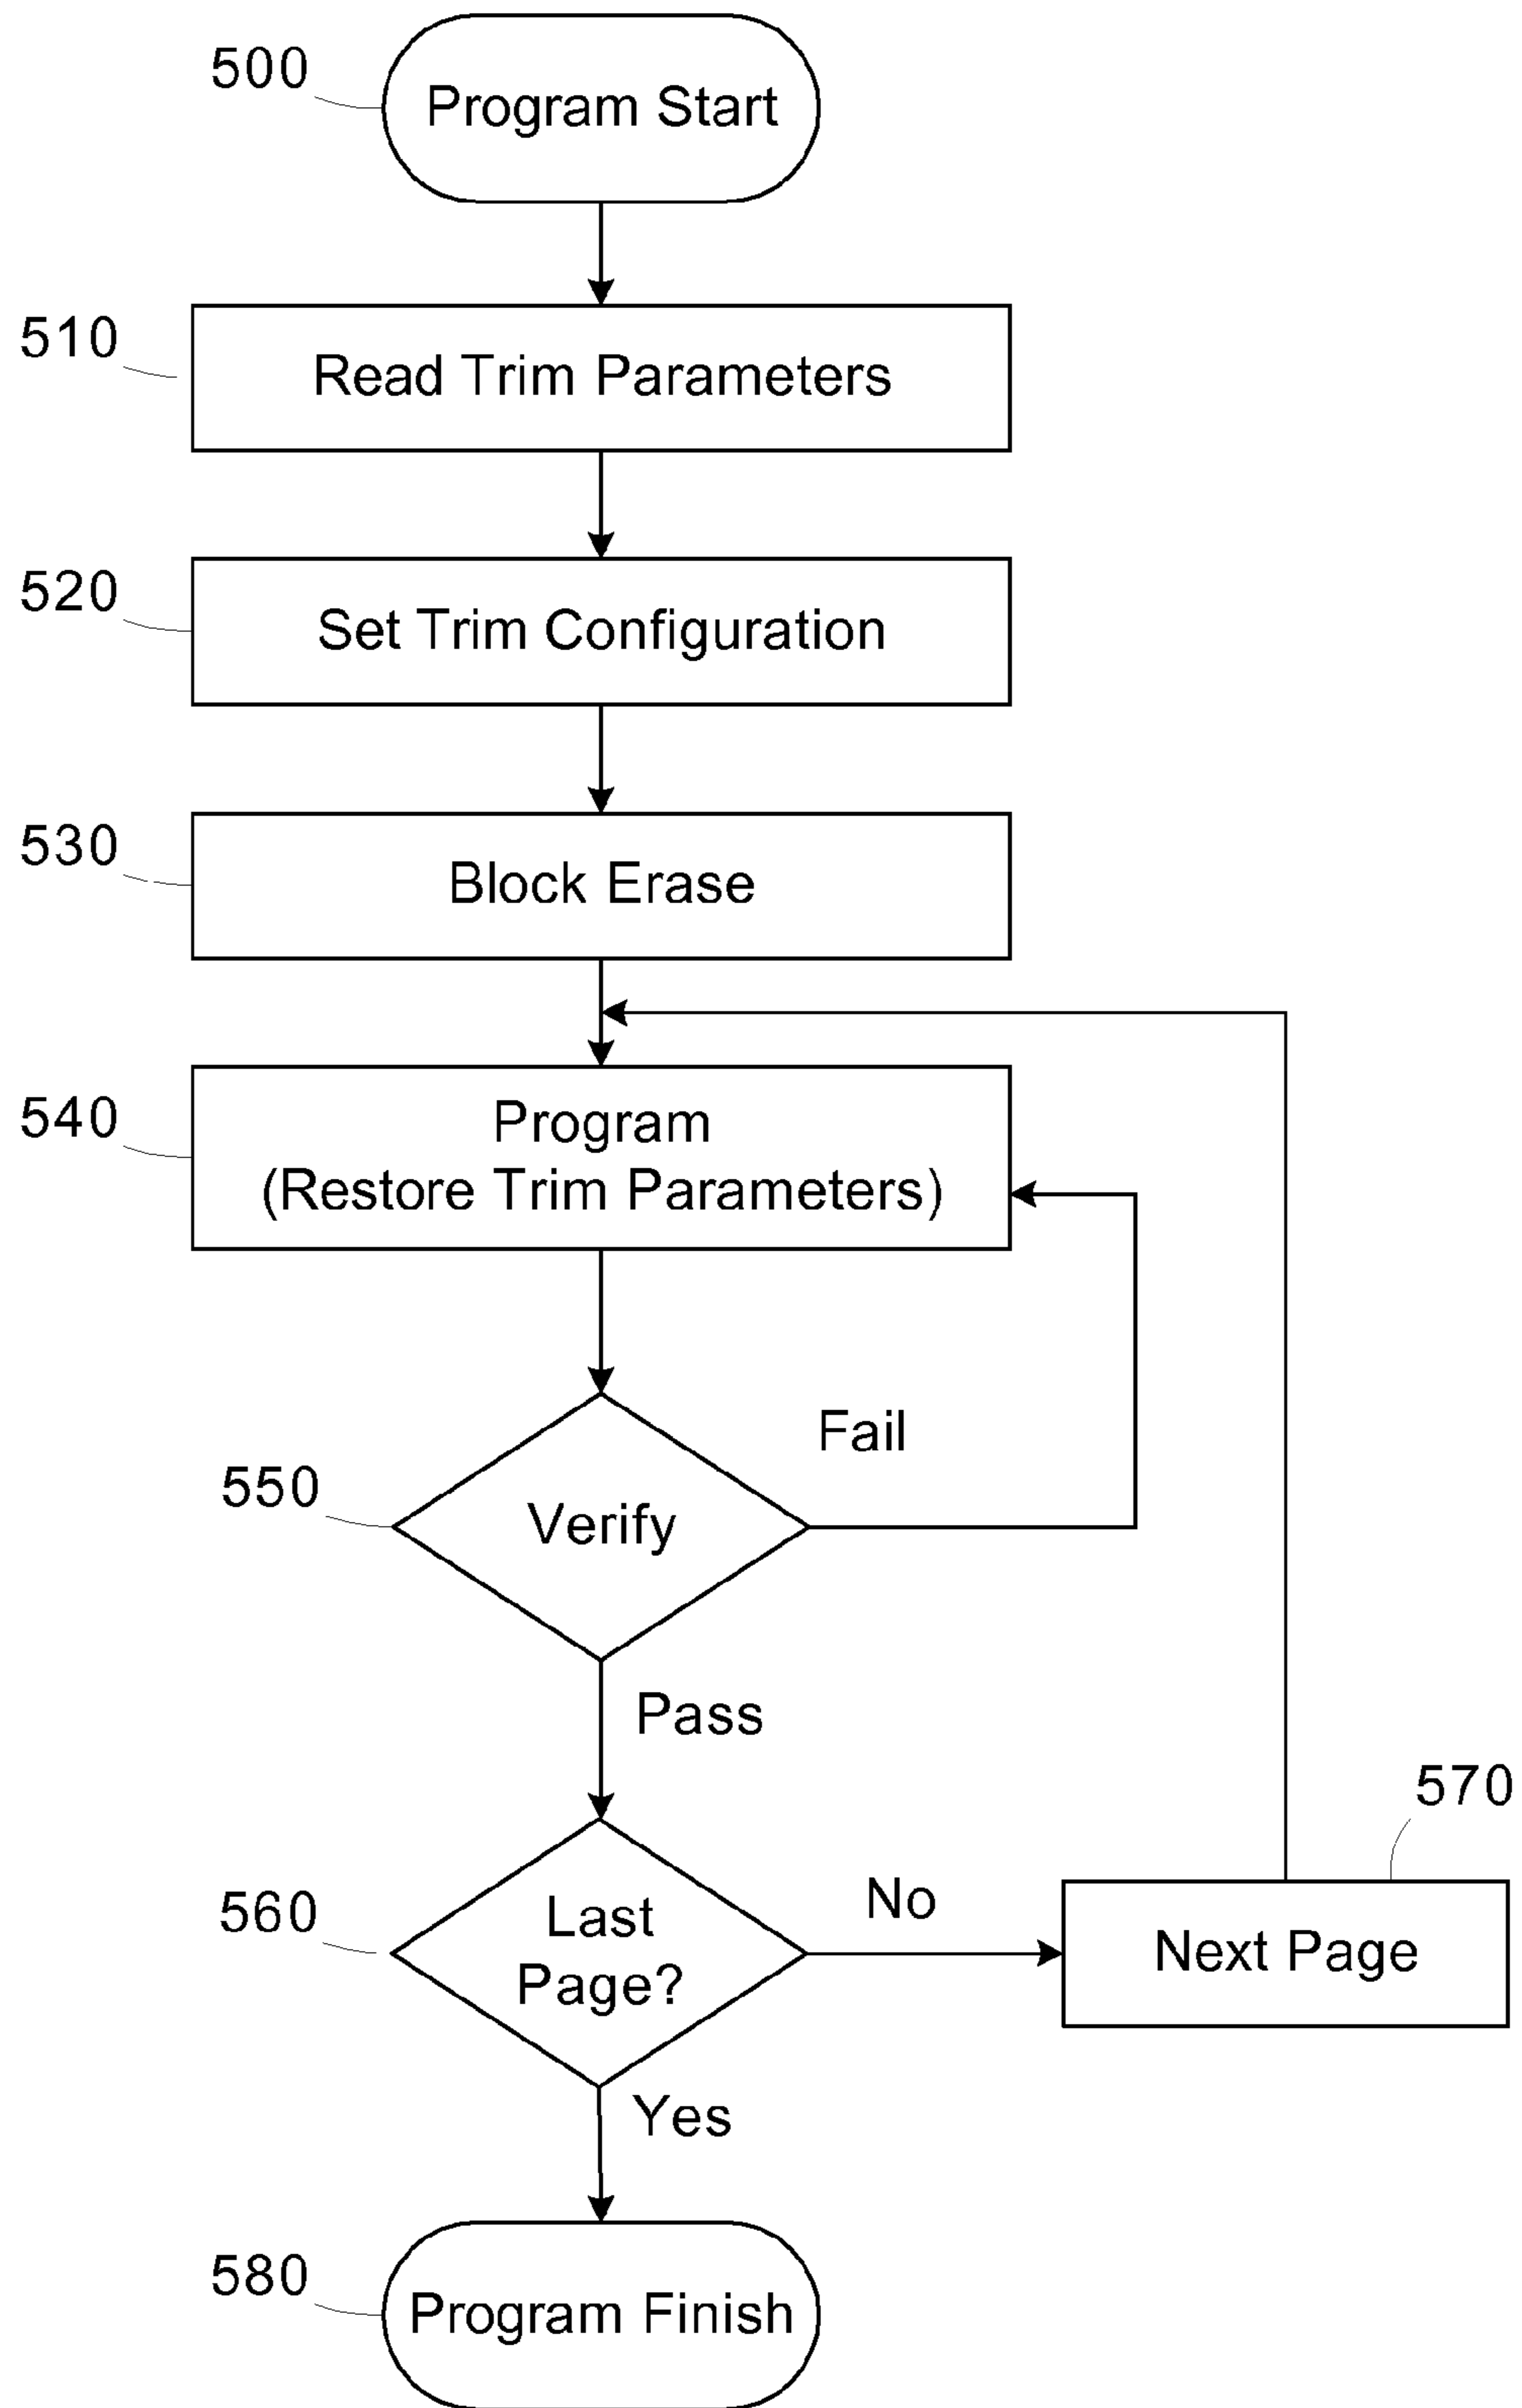 500
Program Start
510
Read Trim Parameters
520
Set Trim Configuration
530
Block Erase
540
Program
(Restore Trim Parameters)
Fail
550
Verify
Pass
570
560
Last
Page?
No
Next Page
Yes
580
Program Finish